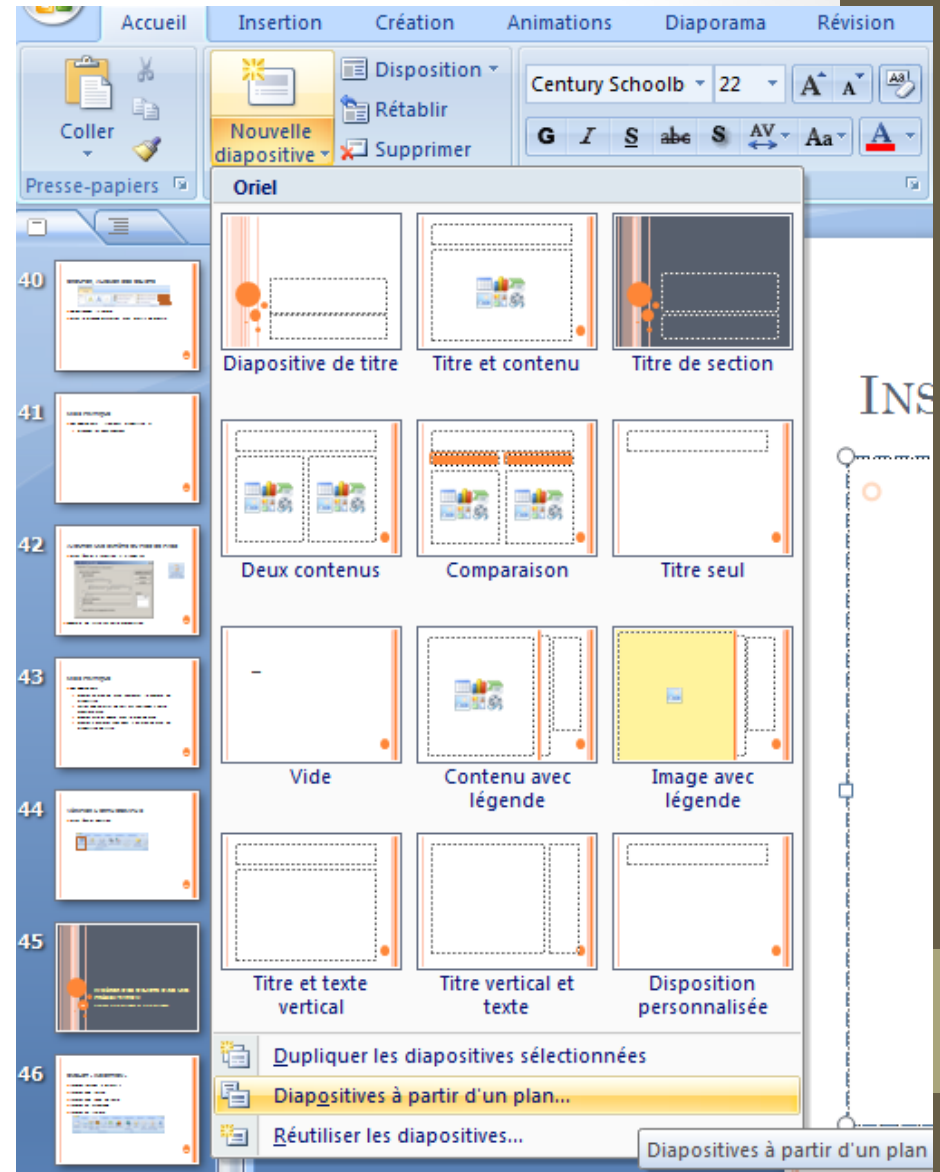 Accueil Insertion Création Animations Diaporama Révision
Coller
Presse-papiers
Nouvelle
diapositive
Disposition
Rétablir
Supprimer
Century Schoolb 22 A A
G I S abc S AV Aa A
Oriel
Diapositive de titre Titre et contenu Titre de section
Deux contenus Comparaison Titre seul
Vide Contenu avec légende Image avec légende
Titre et texte vertical Titre vertical et texte Disposition personnalisée
Dupliquer les diapositives sélectionnées
Diapositives à partir d'un plan...
Réutiliser les diapositives...
Diapositives à partir d'un plan
40
41
42
43
44
45
46
INS